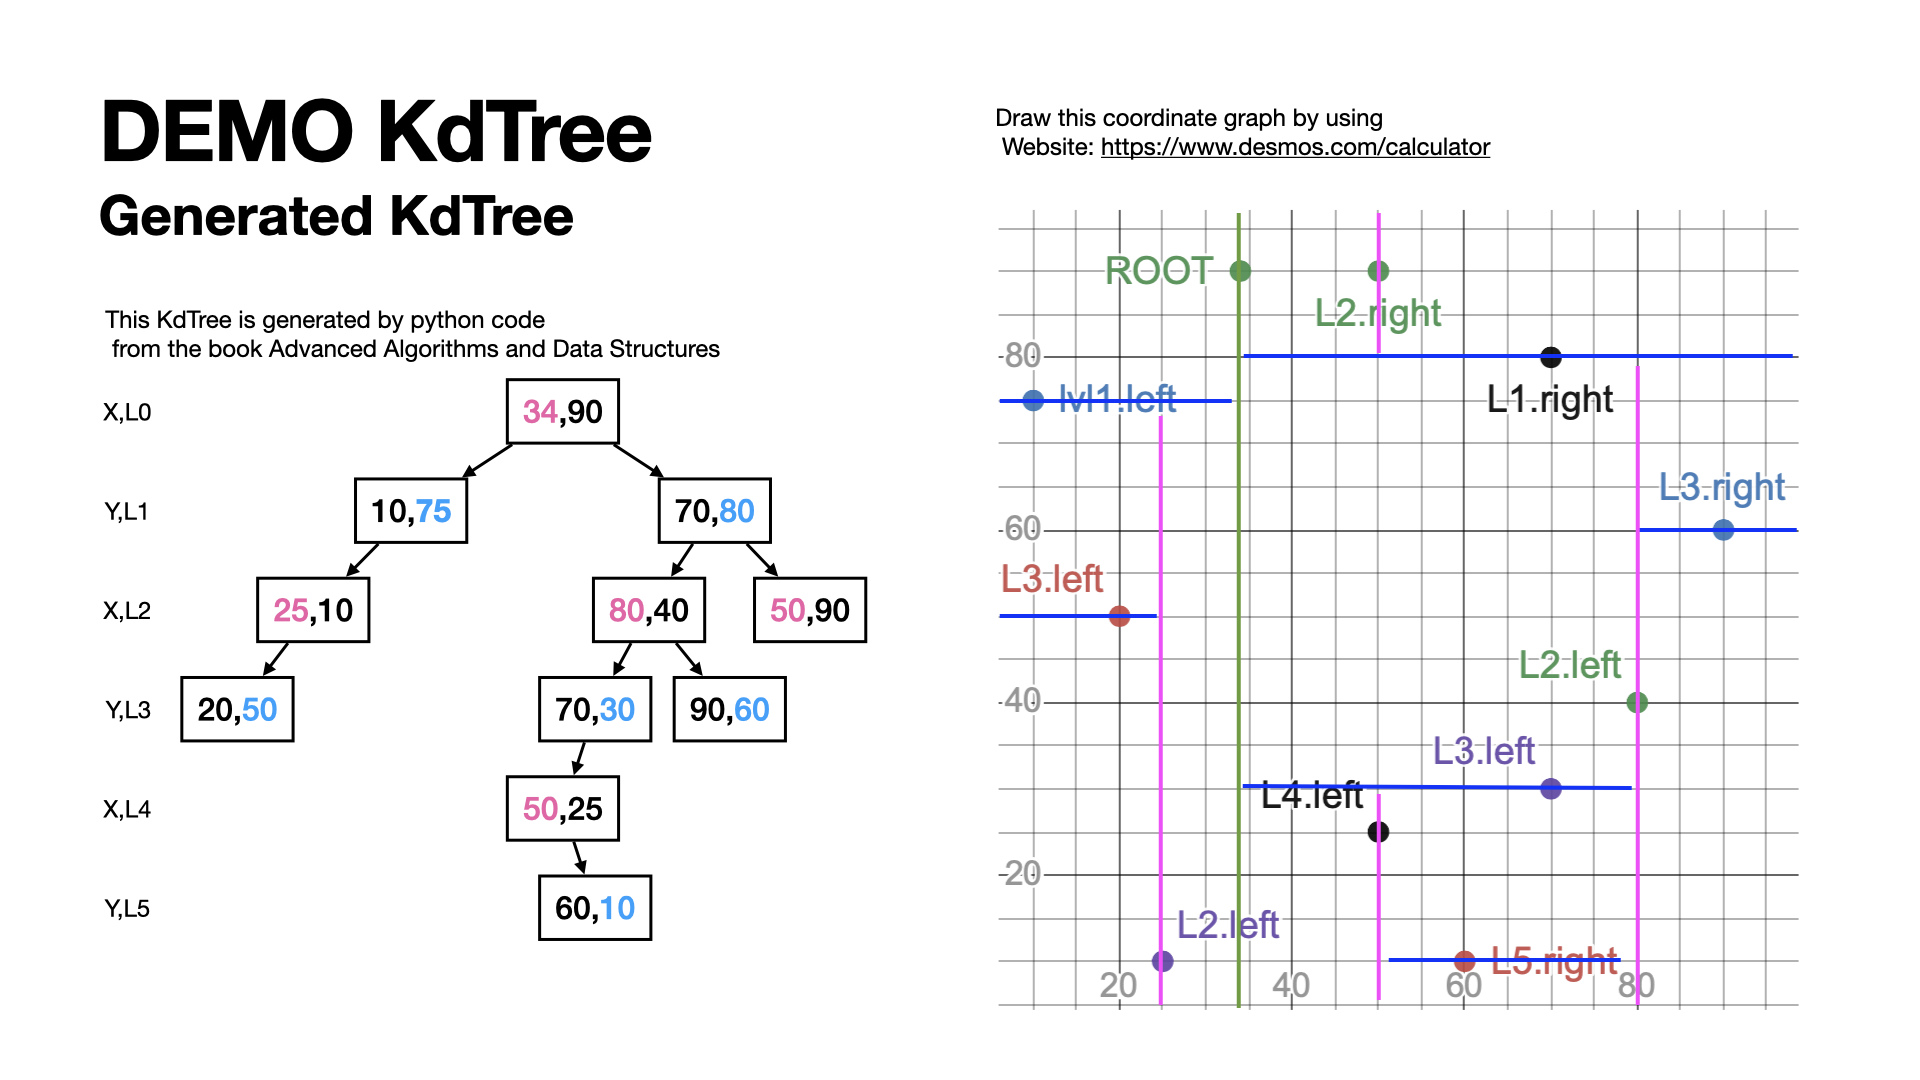 DEMO KdTree
Generated KdTree
This KdTree is generated by python code
from the book Advanced Algorithms and Data Structures
X,L0
34,90
Y,L1
10,75
70,80
X,L2
25,10
80,40
50,90
Y,L3
20,50
70,30
90,60
X,L4
50,25
Y,L5
60,10
Draw this coordinate graph by using
Website: https://www.desmos.com/calculator
ROOT
L2.right
80
lvl1.left
L1.right
L3.right
60
L3.left
L2.left
40
L3.left
L4.left
20
L2.left
L5.right
20
40
60
80